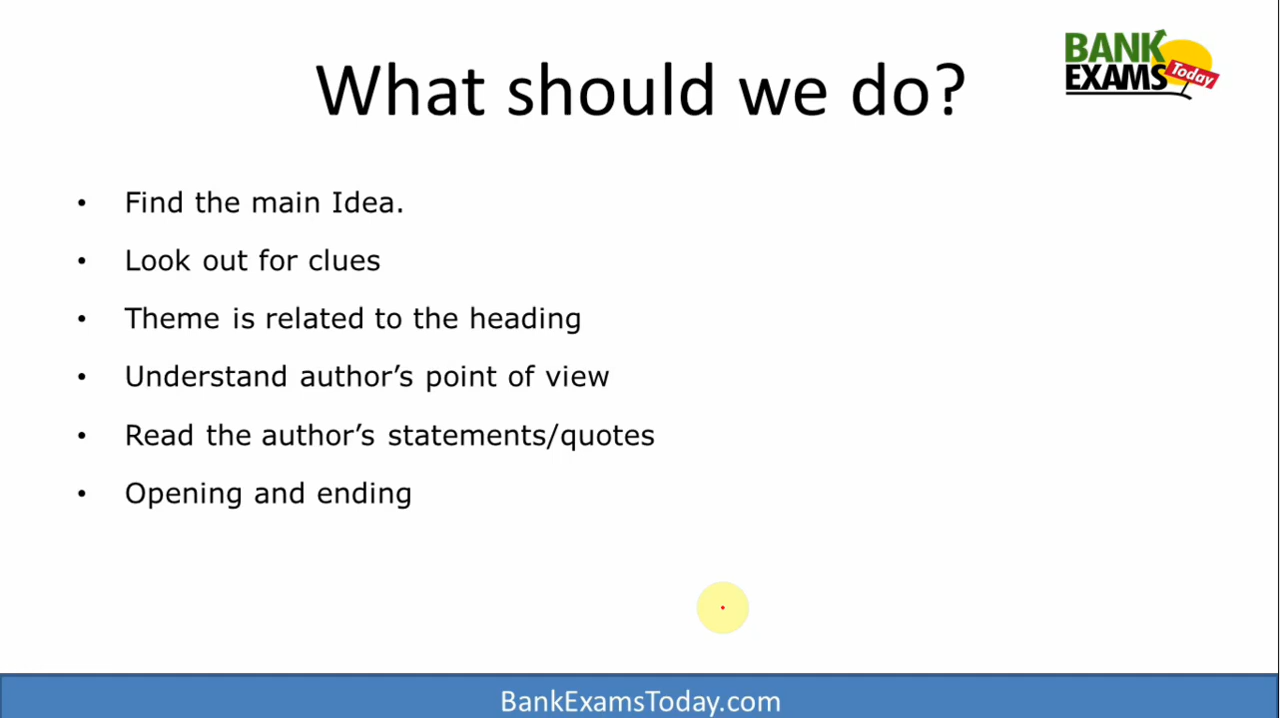 BANK
EXAMS
Today
What should we do?
• Find the main Idea.
• Look out for clues
• Theme is related to the heading
• Understand author’s point of view
• Read the author’s statements/quotes
• Opening and ending
BankExamsToday.com